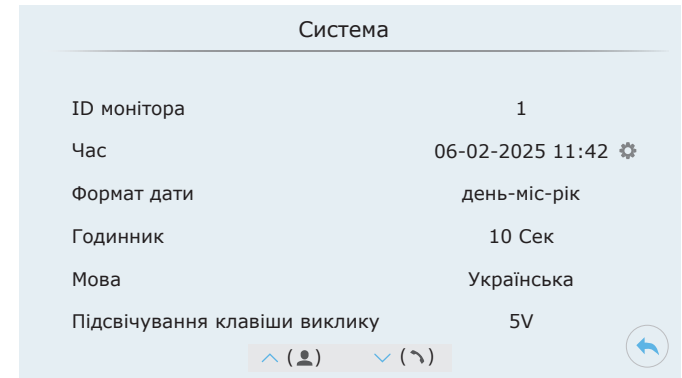 Система
ID монітора 1
Час 06-02-2025 11:42
Формат дати день-міс-рік
Годинник 10 Сек
Мова Українська
Підсвічування клавіши виклику 5V
( ) ( )